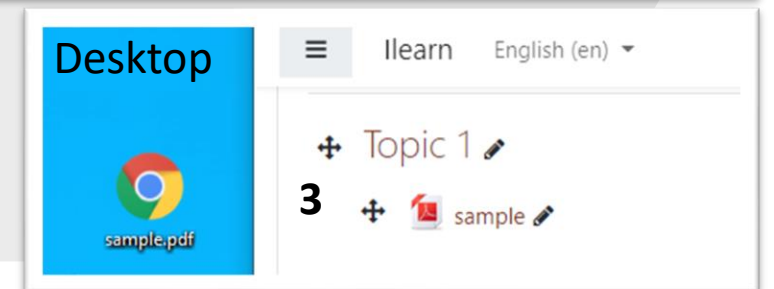 Desktop
Ilearn English (en)
Topic 1
3
sample
sample.pdf